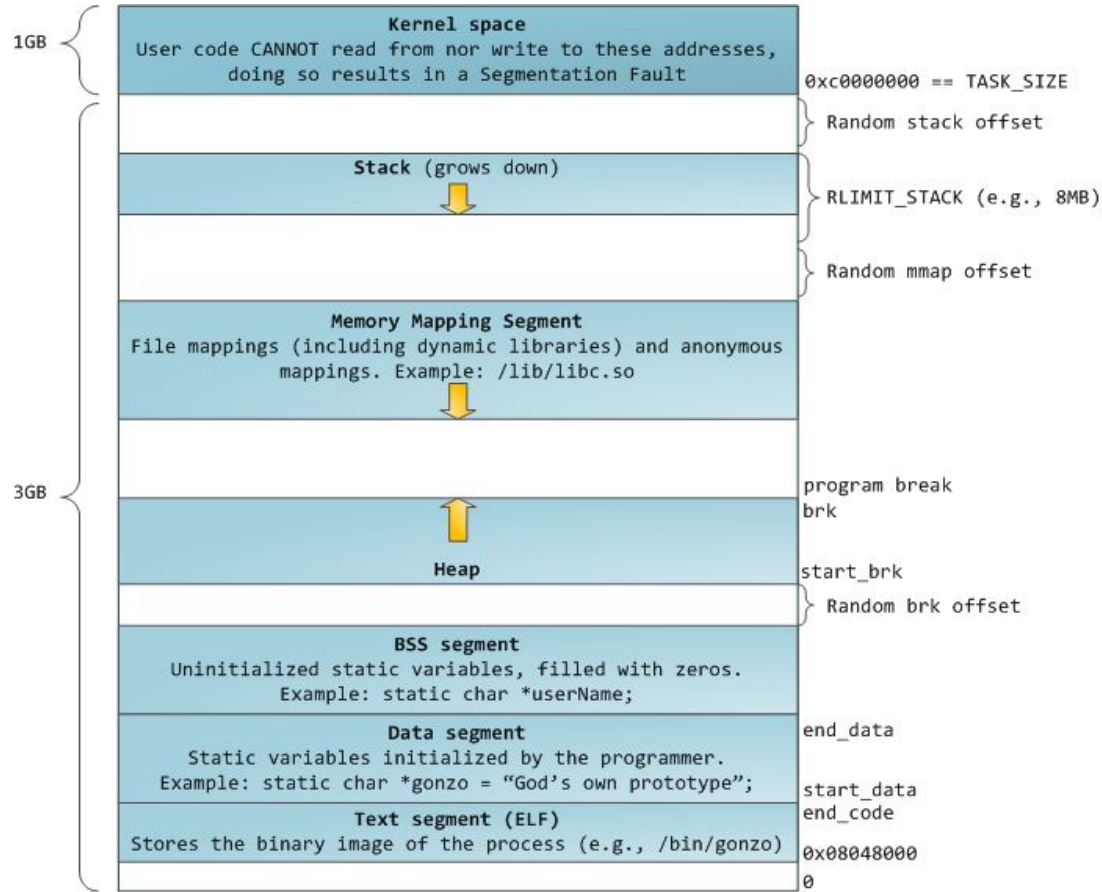 1GB
Kernel space
User code CANNOT read from nor write to these addresses,
doing so results in a Segmentation Fault
0xc0000000 == TASK_SIZE
Random stack offset
Stack (grows down)
RLIMIT_STACK (e.g., 8MB)
Random mmap offset
Memory Mapping Segment
File mappings (including dynamic libraries) and anonymous
mappings. Example: /lib/libc.so
3GB
program break
brk
Heap
start_brk
Random brk offset
BSS segment
Uninitialized static variables, filled with zeros.
Example: static char *userName;
Data segment
end_data
Static variables initialized by the programmer.
Example: static char *gonzo = “God’s own prototype”;
start_data
end_code
Text segment (ELF)
Stores the binary image of the process (e.g., /bin/gonzo)
0x08048000
0